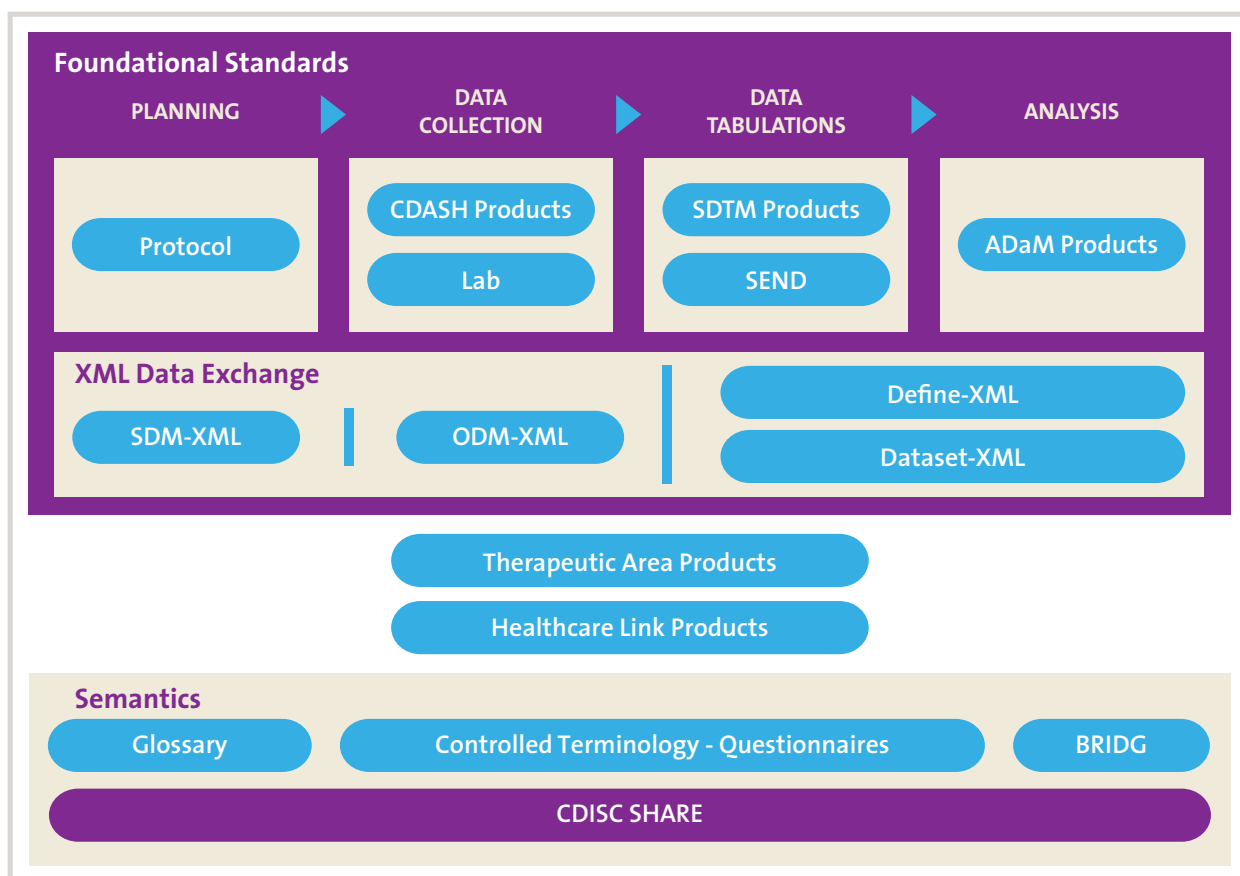 Foundational Standards
PLANNING
DATA
COLLECTION
DATA
TABULATIONS
ANALYSIS
Protocol
CDASH Products
Lab
SDTM Products
SEND
ADaM Products
XML Data Exchange
SDM-XML
ODM-XML
Define-XML
Dataset-XML
Therapeutic Area Products
Healthcare Link Products
Semantics
Glossary
Controlled Terminology - Questionnaires
BRIDG
CDISC SHARE